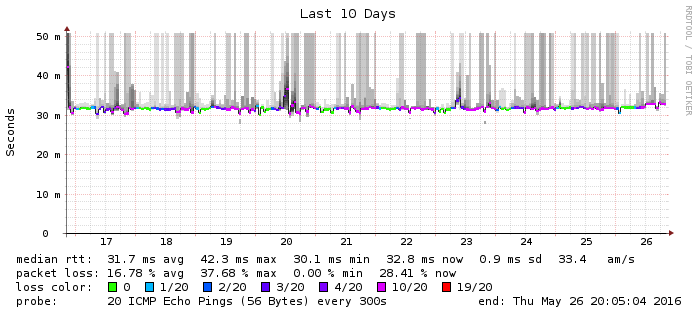 Last 10 Days
RRDTOOL / TOBI OETIKER
Seconds
50 m
40 m
30 m
20 m
10 m
0
17 18 19 20 21 22 23 24 25 26
median rtt: 31.7 ms avg 42.3 ms max 30.1 ms min 32.8 ms now 0.9 ms sd 33.4 am/s
packet loss: 16.78 % avg 37.68 % max 0.00 % min 28.41 % now
loss color: 0 1/20 2/20 3/20 4/20 10/20 19/20
probe: 20 ICMP Echo Pings (56 Bytes) every 300s end: Thu May 26 20:05:04 2016